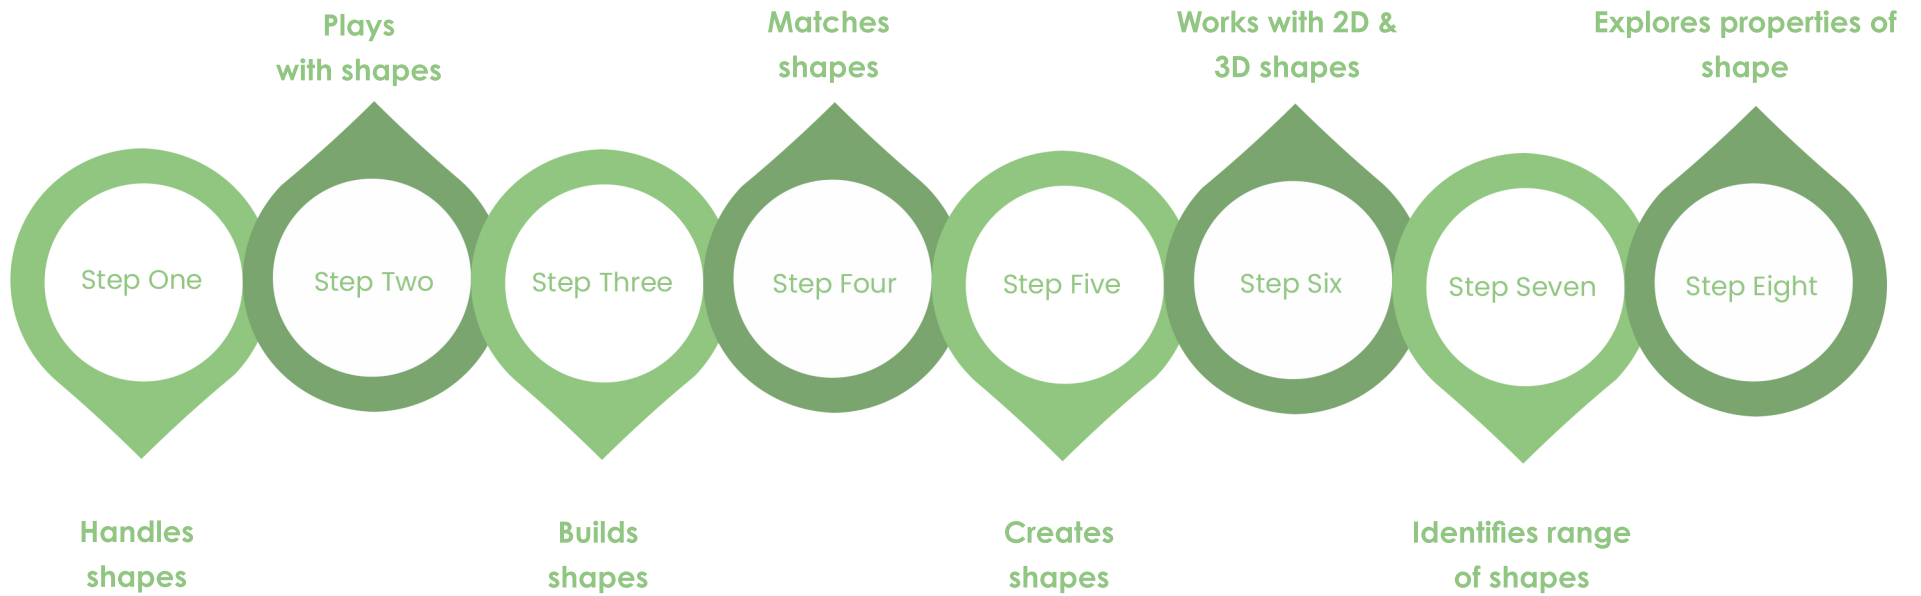 Plays
with shapes
Matches
shapes
Works with 2D &
3D shapes
Explores properties of
shape
Step One
Step Two
Step Three
Step Four
Step Five
Step Six
Step Seven
Step Eight
Handles
shapes
Builds
shapes
Creates
shapes
Identifies range
of shapes